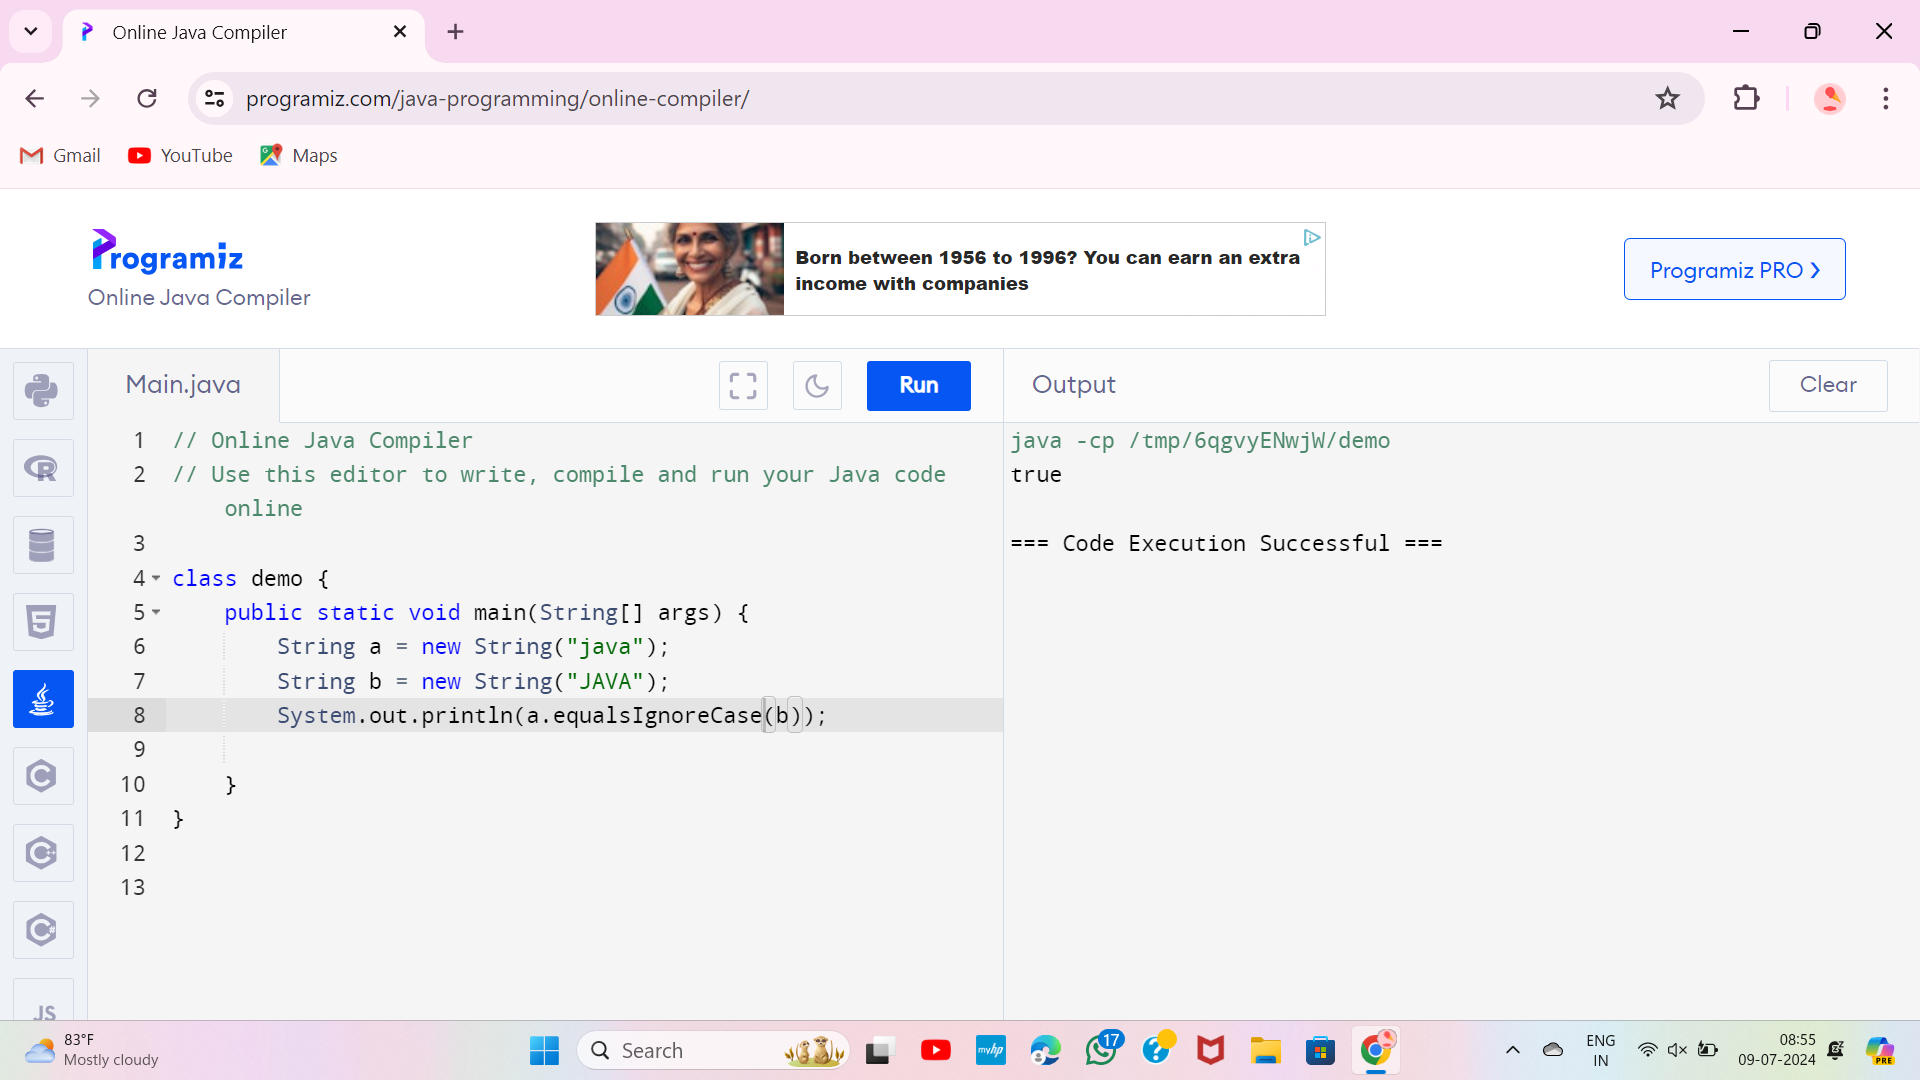 Online Java Compiler
programiz.com/java-programming/online-compiler/
Gmail YouTube Maps
Programiz
Online Java Compiler
Born between 1956 to 1996? You can earn an extra
income with companies
Programiz PRO ❯
Main.java
Run
Output
Clear
1 // Online Java Compiler
2 // Use this editor to write, compile and run your Java code
online
3
4 class demo {
5 public static void main(String[] args) {
6 String a = new String("java");
7 String b = new String("JAVA");
8 System.out.println(a.equalsIgnoreCase(b));
9
10 }
11 }
12
13
java -cp /tmp/6qgvyENwjW/demo
true
=== Code Execution Successful ===
JS
83°F
Mostly cloudy
Search
myhp
17
ENG
IN
08:55
09-07-2024
PRE